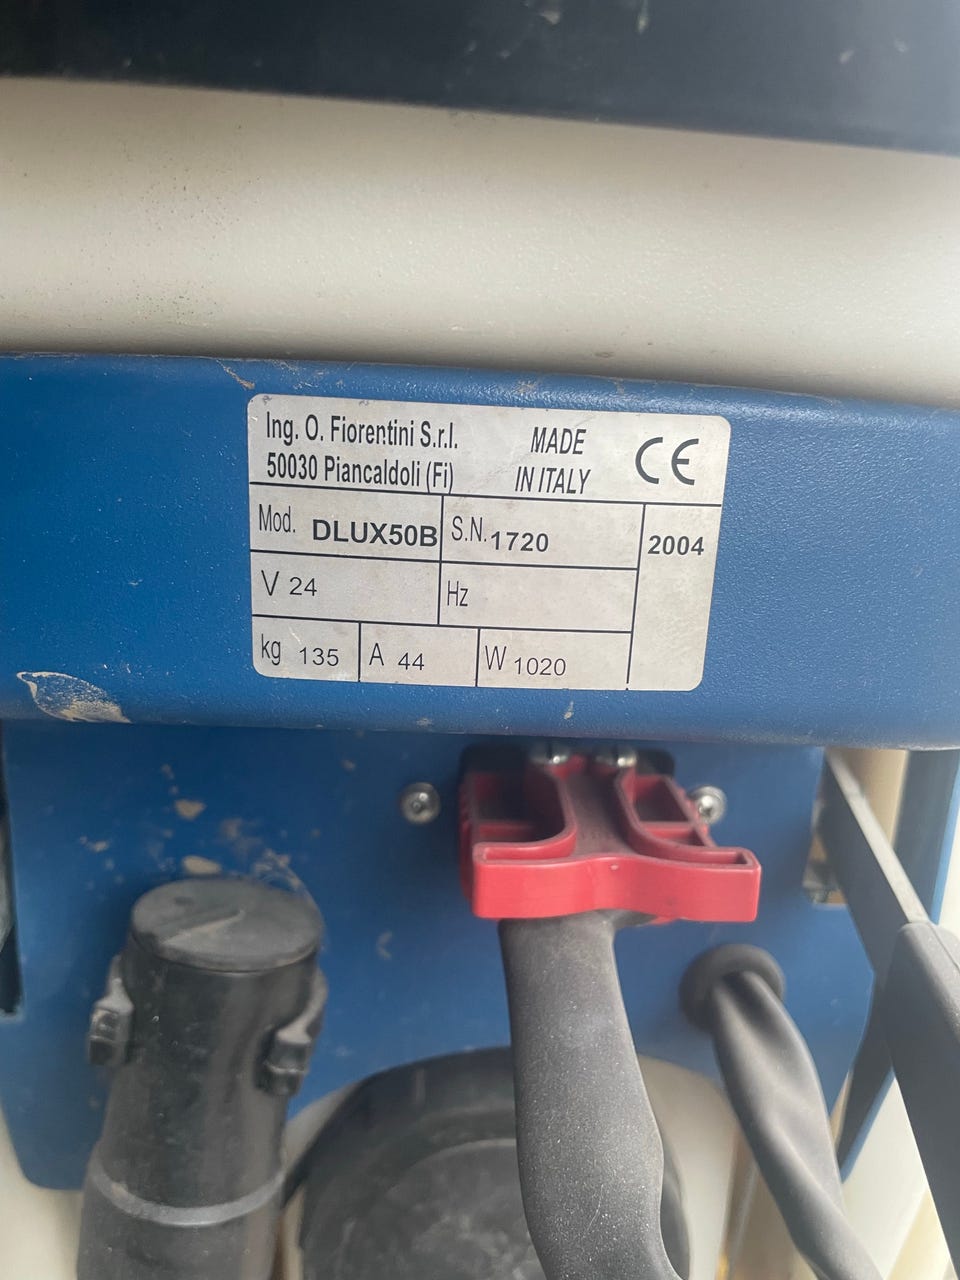 Ing. O. Fiorentini S.r.l.
50030 Piancaldoli (Fi)
MADE
IN ITALY
CE
Mod. DLUX50B
S.N. 1720
2004
V 24
Hz
kg 135
A 44
W 1020